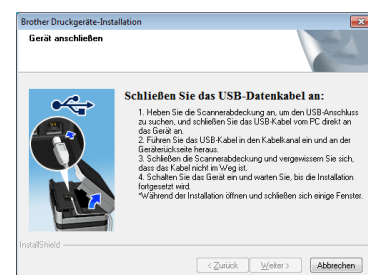 Brother Druckgeräte-Installation
Gerät anschließen
Schließen Sie das USB-Datenkabel an:
1. Heben Sie die Scannerabdeckung an, um den USB-Anschluss
zu suchen, und schließen Sie das USB-Kabel vom PC direkt an
das Gerät an.
2. Führen Sie das USB-Kabel in den Kabelkanal ein und an der
Geräterückseite heraus.
3. Schließen die Scannerabdeckung und vergewissern Sie sich,
dass das Kabel nicht im Weg ist.
4. Schalten Sie das Gerät ein und warten Sie, bis die Installation
fortgesetzt wird.
*Während der Installation öffnen und schließen sich einige Fenster.
InstallShield
< Zurück
Weiter >
Abbrechen